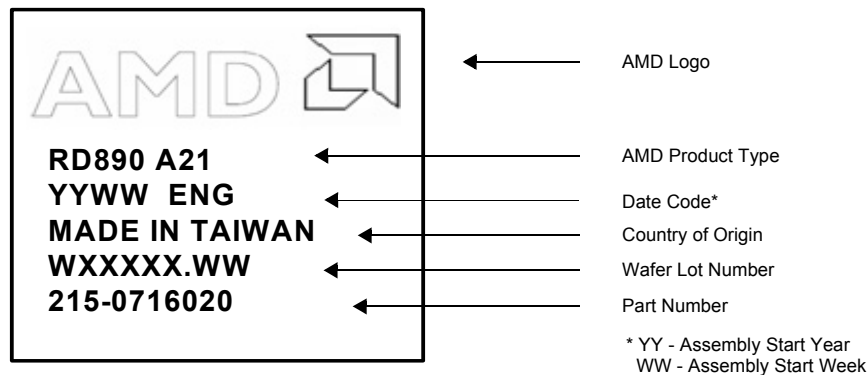 AMD
AMD Logo
RD890 A21
AMD Product Type
YYWW ENG
Date Code*
MADE IN TAIWAN
Country of Origin
WXXXXX.WW
Wafer Lot Number
215-0716020
Part Number
* YY - Assembly Start Year
WW - Assembly Start Week